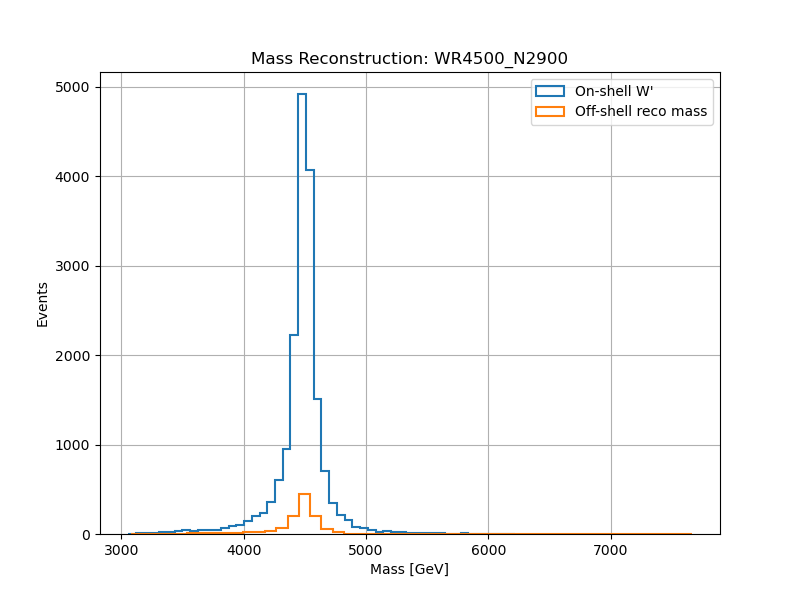 Mass Reconstruction: WR4500_N2900
On-shell W'
Off-shell reco mass
5000
4000
3000
2000
1000
0
Events
3000 4000 5000 6000 7000
Mass [GeV]